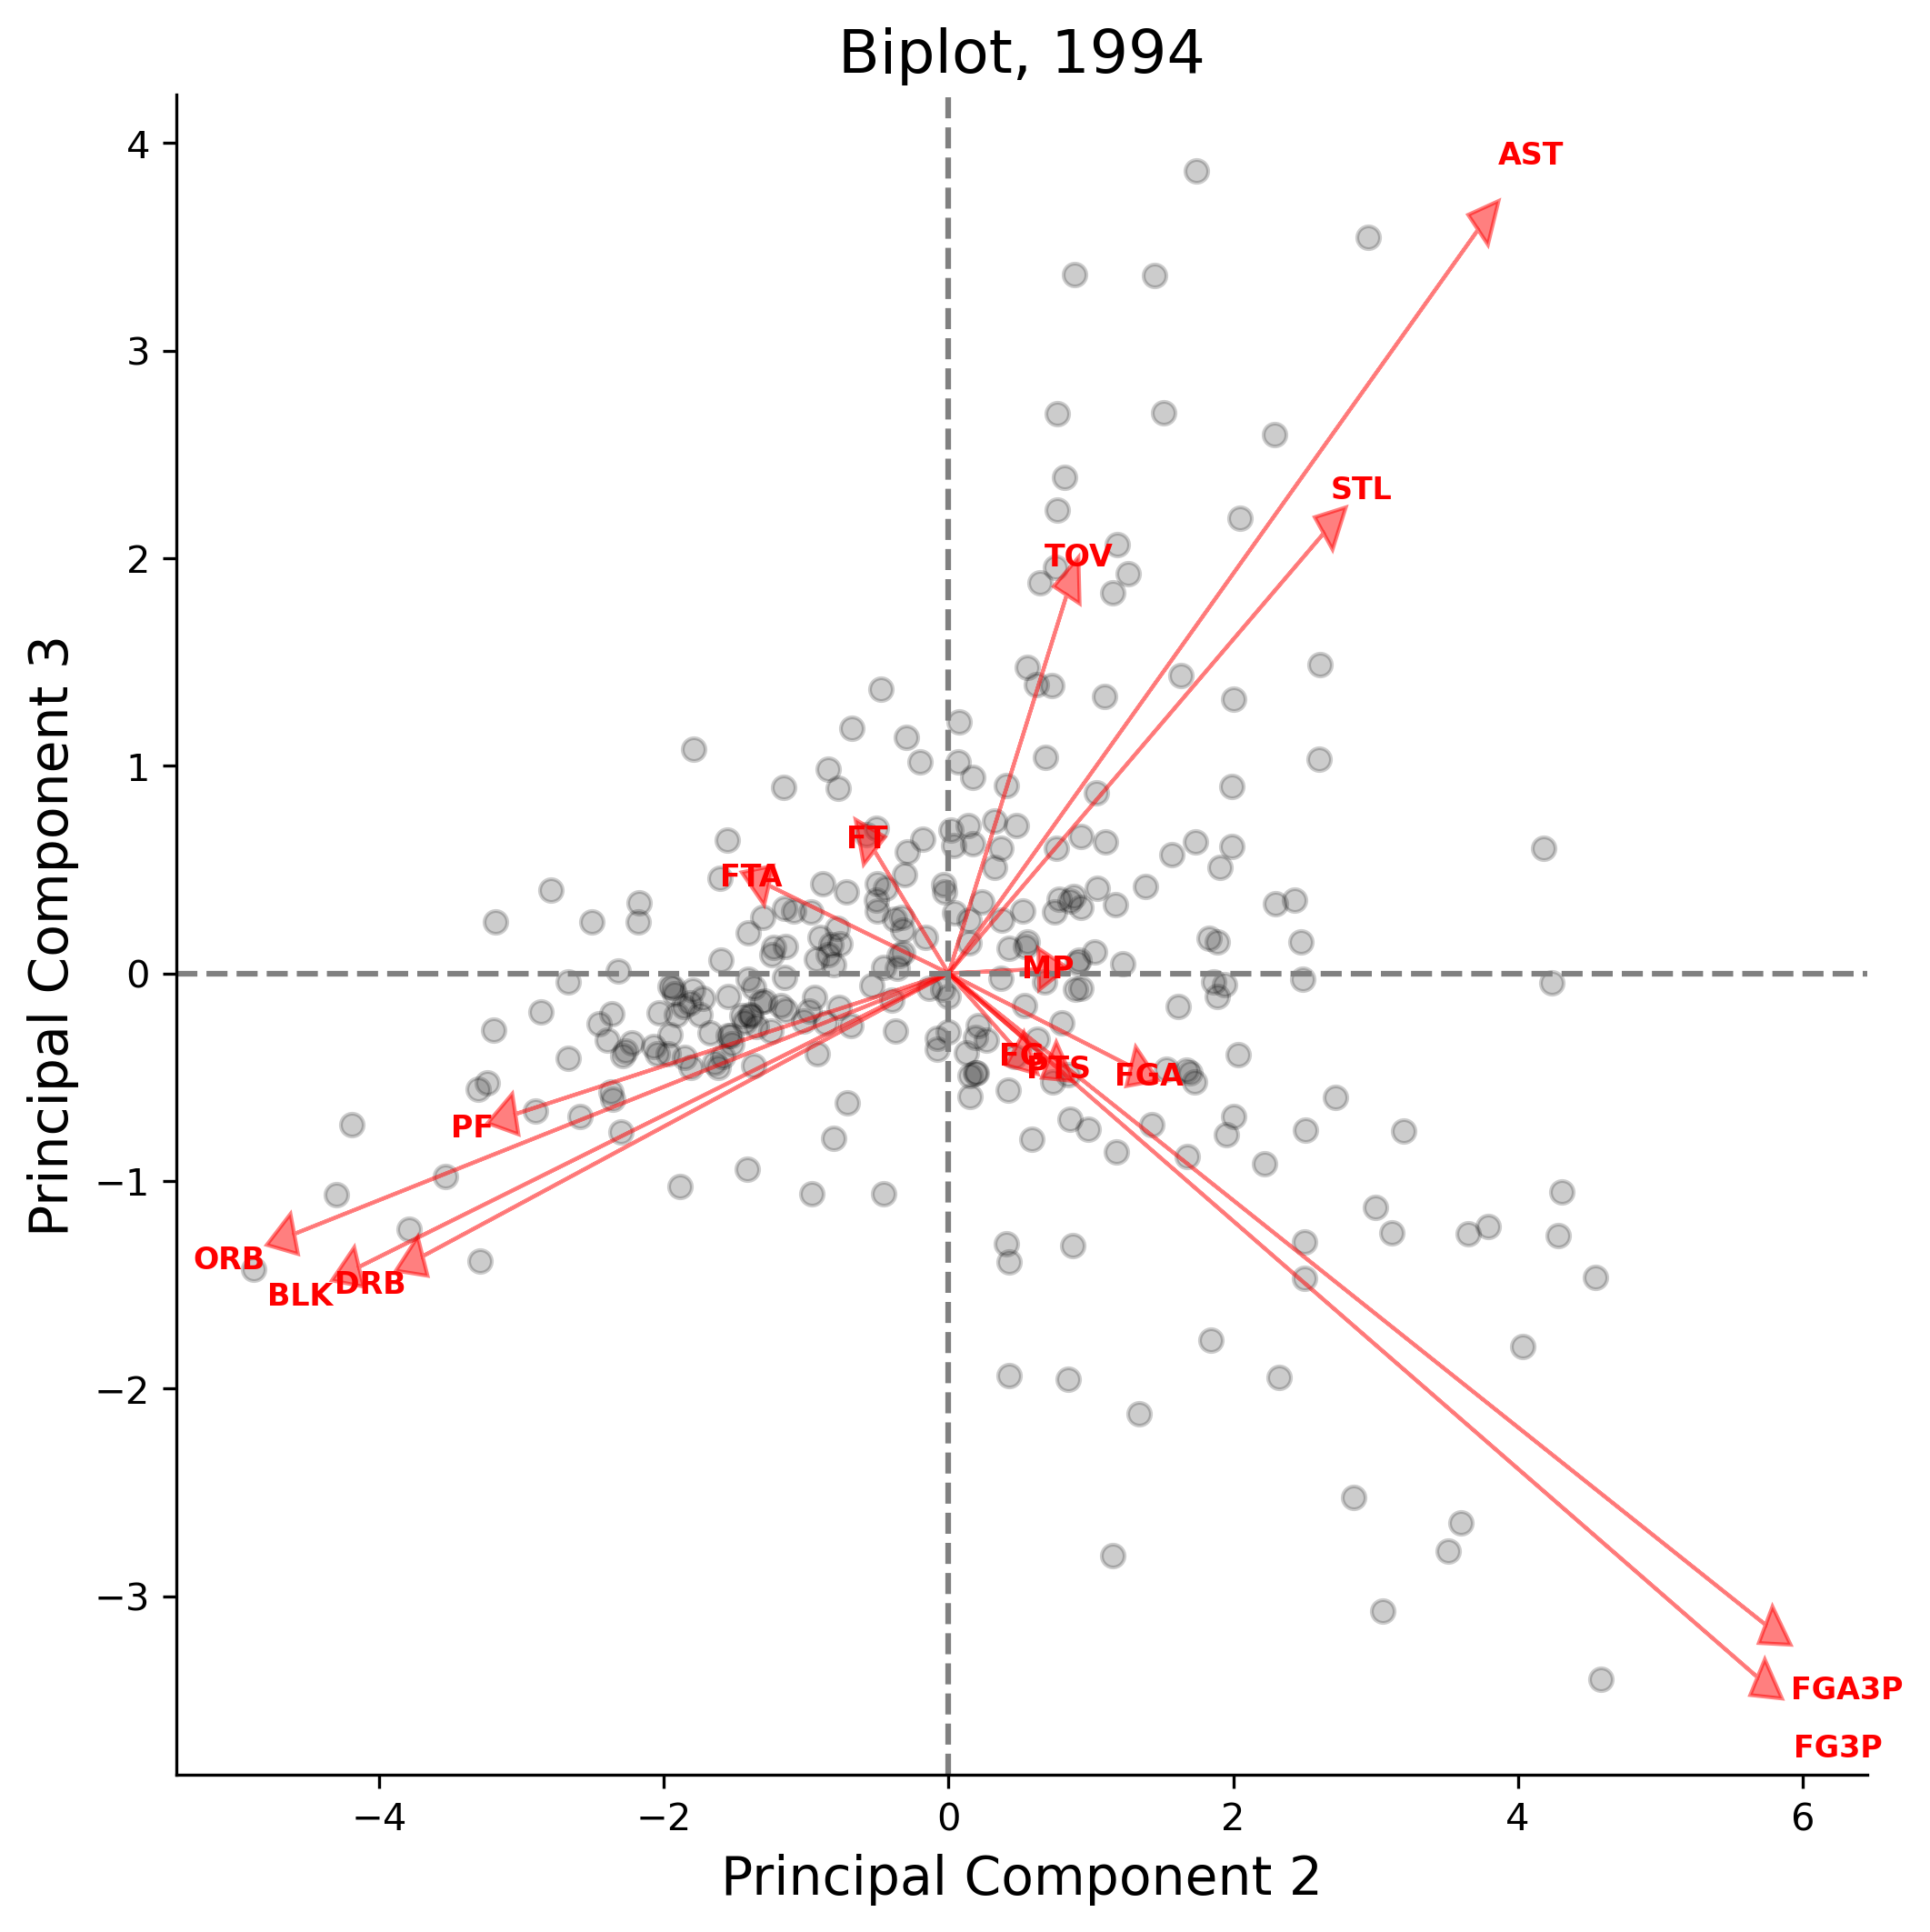 Biplot, 1994
Principal Component 3
4
3
2
1
0
−1
−2
−3
AST
STL
TOV
FT
FTA
MP
FG
PTS
FGA
PF
ORB
BLK
DRB
FGA3P
FG3P
−4
−2
0
2
4
6
Principal Component 2